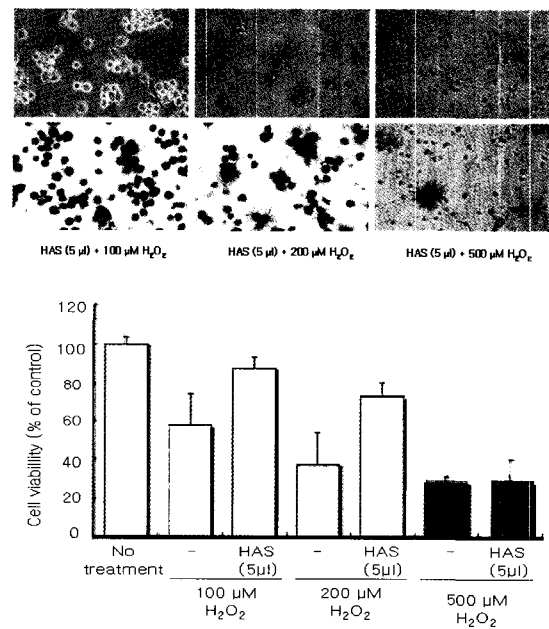 HAS (5 µl) + 100 µM H₂O₂ HAS (5 µl) + 200 µM H₂O₂ HAS (5 µl) + 500 µM H₂O₂
Cell viabillity (% of control)
120
100
80
60
40
20
0
No treatment
-
HAS (5µl)
-
HAS (5µl)
-
HAS (5µl)
100 µM H₂O₂
200 µM H₂O₂
500 µM H₂O₂